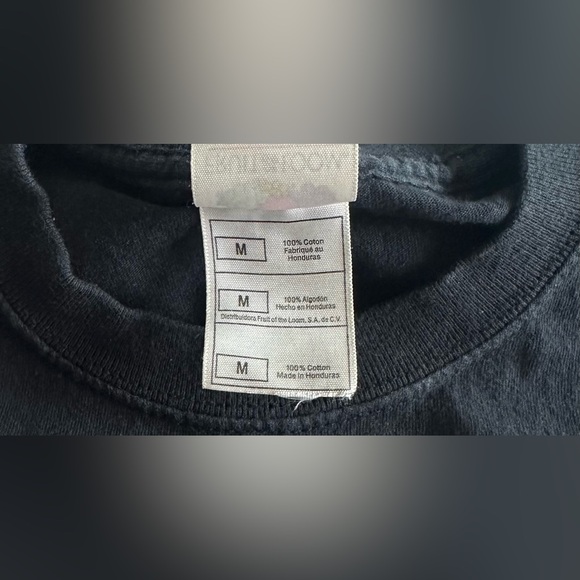 M
100% Coton
Fabriqué au
Honduras
M
100% Algodón
Hecho en Honduras
Distribuidora Fruit of the Loom, S.A. de C.V.
M
100% Cotton
Made in Honduras